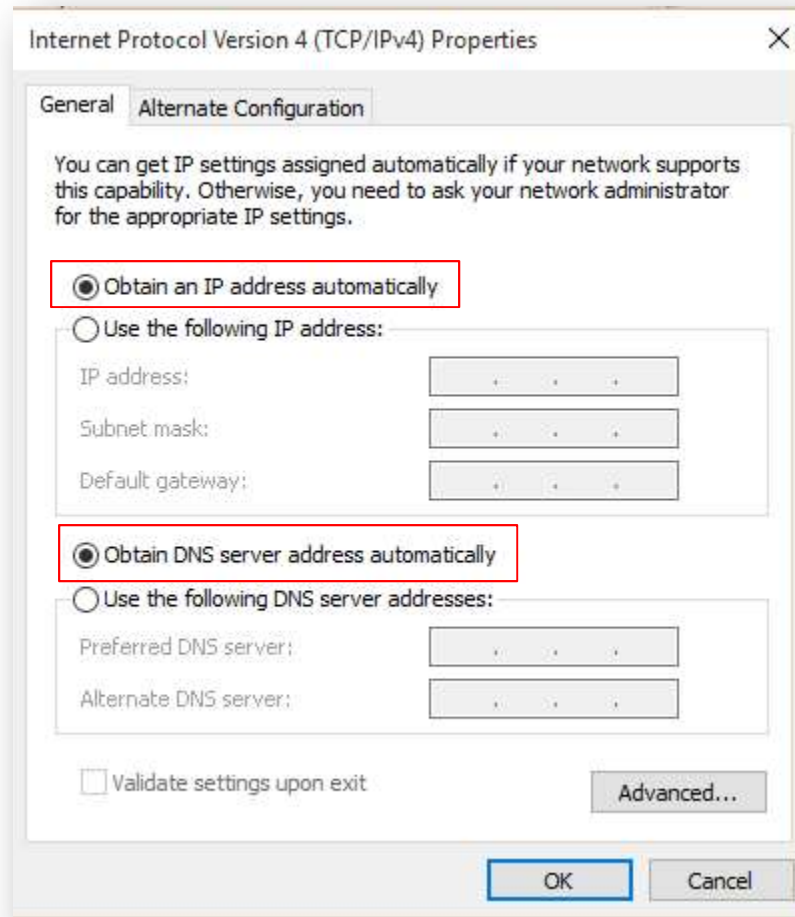 Internet Protocol Version 4 (TCP/IPv4) Properties
General
Alternate Configuration
You can get IP settings assigned automatically if your network supports
this capability. Otherwise, you need to ask your network administrator
for the appropriate IP settings.
Obtain an IP address automatically
Use the following IP address:
IP address:
Subnet mask:
Default gateway:
Obtain DNS server address automatically
Use the following DNS server addresses:
Preferred DNS server:
Alternate DNS server:
Validate settings upon exit
Advanced...
OK
Cancel